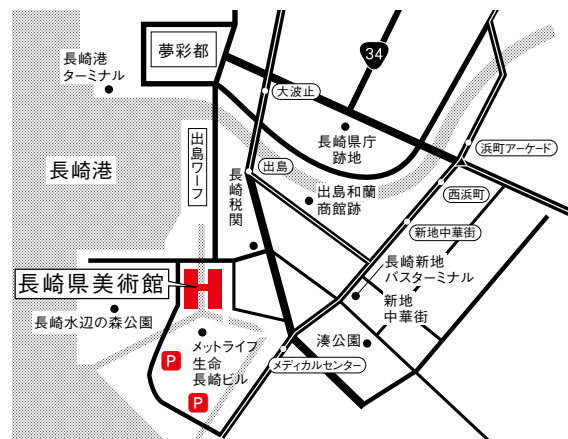 夢彩都
34
長崎港
ターミナル
大波止
長崎県庁
跡地
浜町アーケード
出島ワーフ
長崎港
出島
長崎税関
出島和蘭
商館跡
西浜町
新地中華街
長崎新地
バスターミナル
長崎県美術館
新地
中華街
長崎水辺の森公園
メットライフ
生命
長崎ビル
湊公園
メディカルセンター
P
P